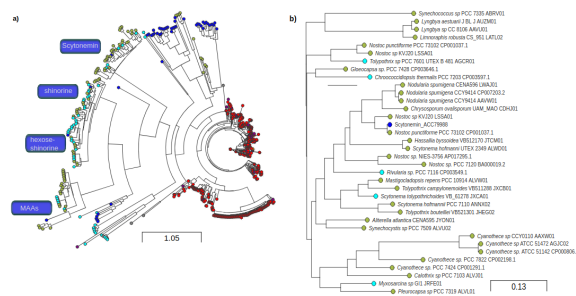 a)
Scytonemin
shinorine
hexose-
shinorine
MAAs
1.05
b)
Synechococcus sp PCC 7335 ABRV01
Lyngbya aestuarii J BL J AUZM01
Lyngbya sp CC 8106 AAVU01
Limnoraphis robusta CS_951 LATL02
Nostoc punctiforme PCC 73102 CP001037.1
Nostoc sp KVJ20 LSSA01
Tolypothrix sp PCC 7601 UTEX B 481 AGCR01
Gloeocapsa sp PCC 7428 CP003646.1
Chroococcidiopsis thermalis PCC 7203 CP003597.1
Nodularia spumigena CENA596 LWAJ01
Nodularia spumigena CCY9414 CP007203.2
Nodularia spumigena CCY9414 AAVW01
Chrysosporum ovalisporum UAM_MAO CDHJ01
Nostoc sp KVJ20 LSSA01
Scytonemin_ACC79988
Nostoc punctiforme PCC 73102 CP001037.1
Hassallia byssoidea VB512170 JTCM01
Scytonema hofmanni UTEX 2349 ALWD01
Nostoc sp. NIES-3756 AP017295.1
Nostoc sp. PCC 7120 BA000019.2
Rivularia sp. PCC 7116 CP003549.1
Mastigocladopsis repens PCC 10914 ALVW01
Tolypothrix campylonemoides VB511288 JXCB01
Scytonema tolypothrichoides VB_61278 JXCA01
Scytonema hofmanni PCC 7110 ANNX02
Tolypothrix bouteillei VB521301 JHEG02
Aliterella atlantica CENA595 JYON01
Synechocystis sp PCC 7509 ALVU02
Cyanothece sp CCY0110 AAXW01
Cyanothece sp ATCC 51472 AGJC02
Cyanothece sp. ATCC 51142 CP000806.
Cyanothece sp. PCC 7822 CP002198.1
Cyanothece sp. PCC 7424 CP001291.1
Calothrix sp PCC 7103 ALVJ01
Myxosarcina sp GI1 JRFE01
Pleurocapsa sp PCC 7319 ALVL01
0.13